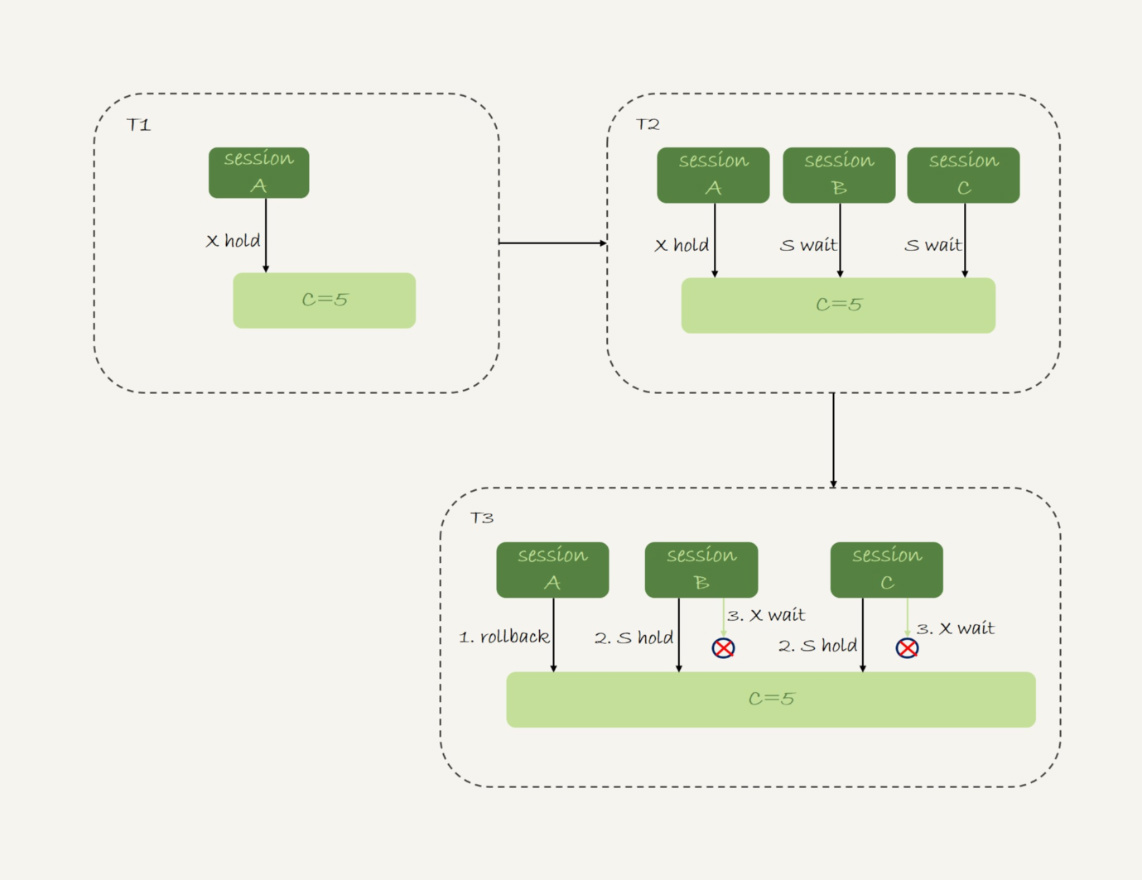 T1
session
A
X hold
C=5
T2
session
A
session
B
session
C
X hold
S wait
S wait
C=5
T3
session
A
session
B
session
C
1. rollback
2. S hold
3. X wait
2. S hold
3. X wait
C=5